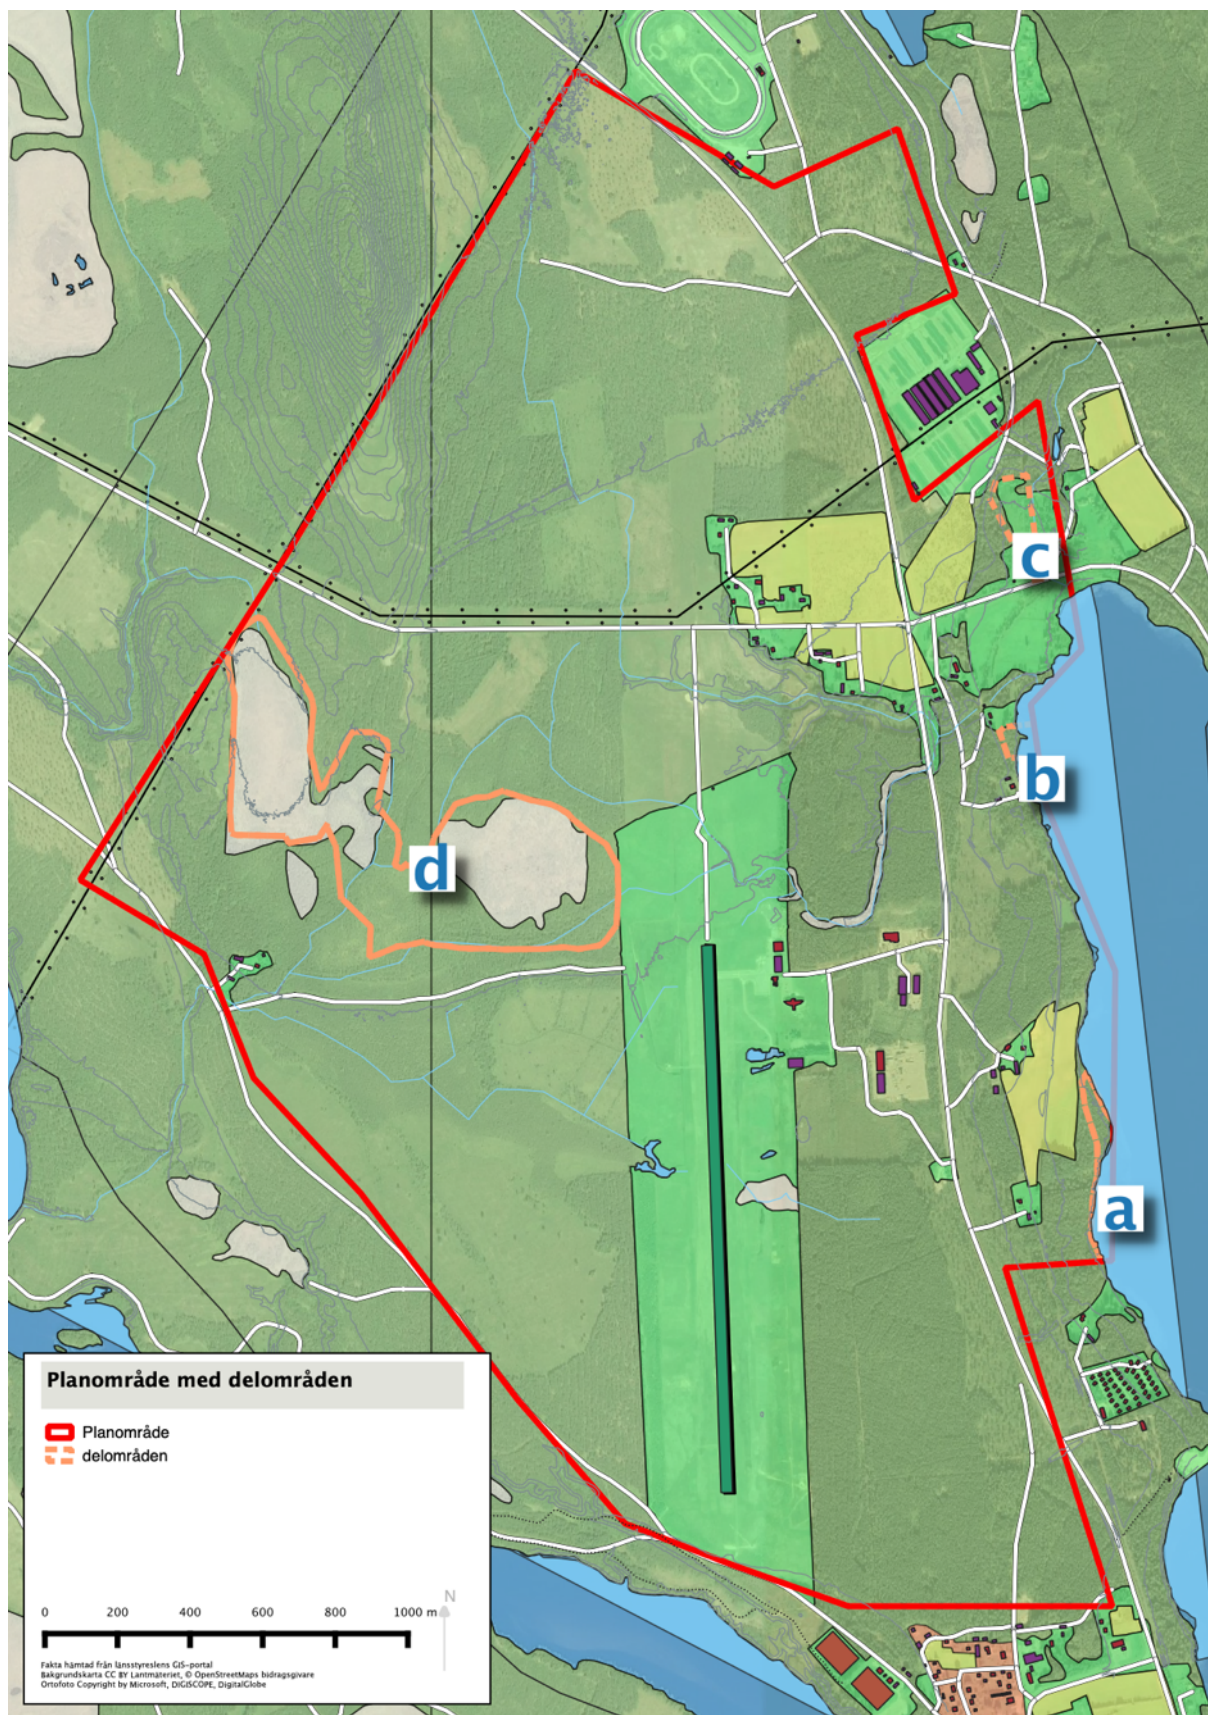 c
b
d
a
Planområde med delområden
Planområde
delområden
N
0 200 400 600 800 1000 m
Fakta hämtad från länsstyrelsens GIS-portal
Bakgrundskarta CC BY Lantmäteriet, © OpenStreetMaps bidragsgivare
Ortofoto Copyright by Microsoft, DIGISCOPE, DigitalGlobe